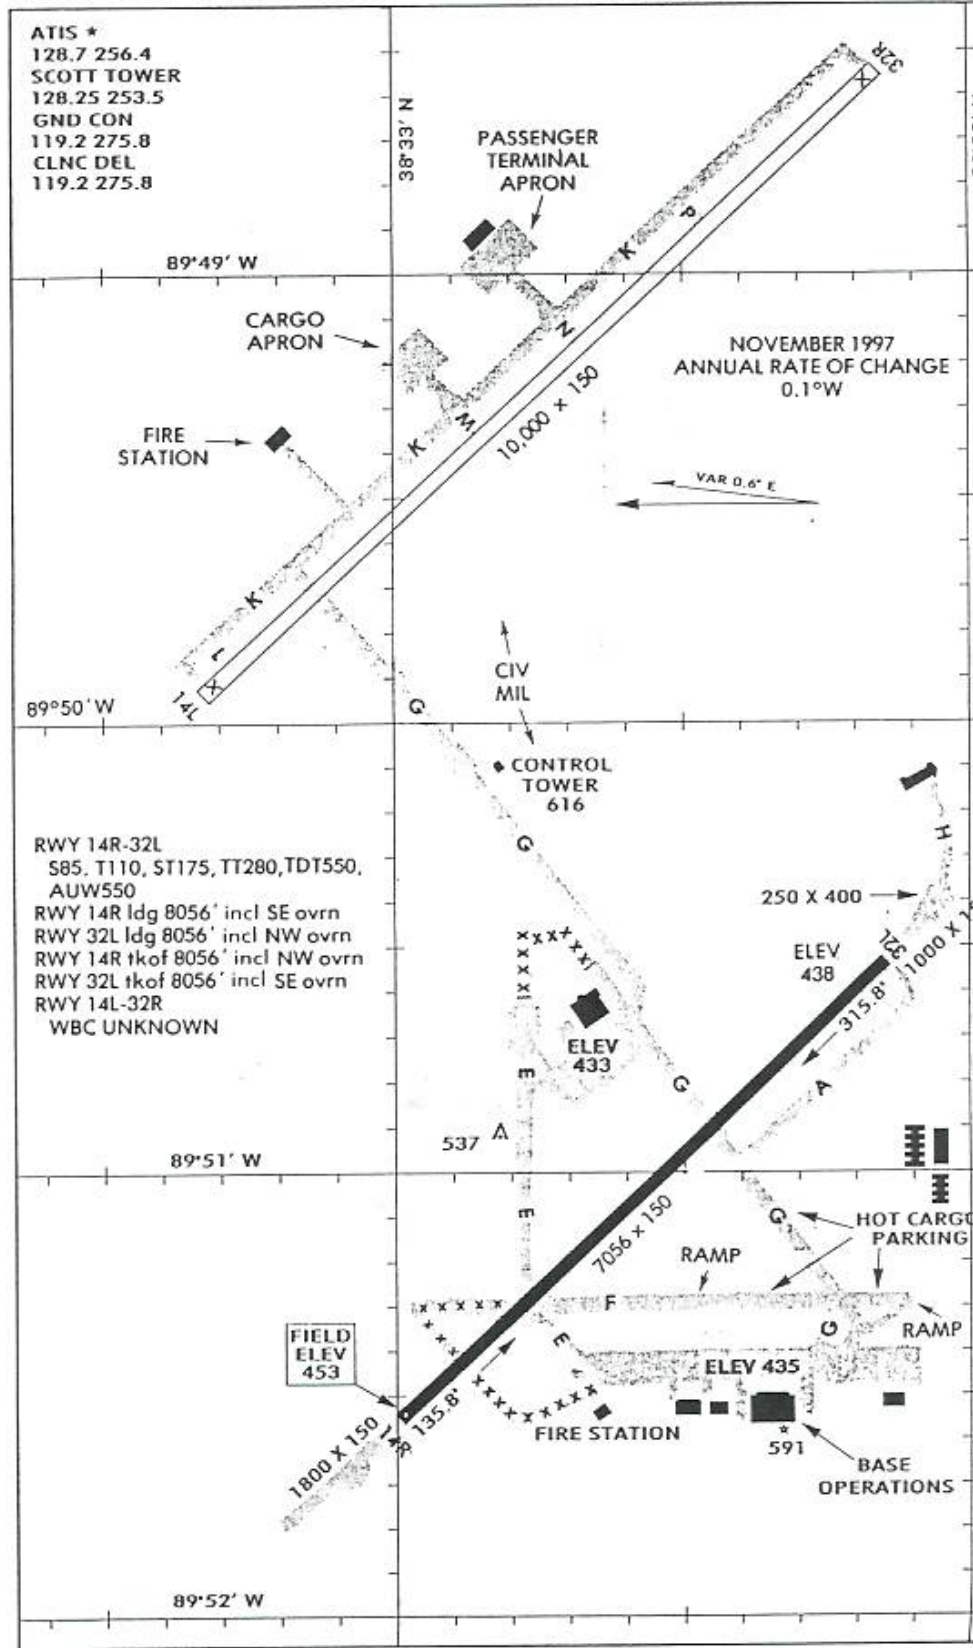 ATIS *
128.7 256.4
SCOTT TOWER
128.25 253.5
GND CON
119.2 275.8
CLNC DEL
119.2 275.8
38°33' N
32R
PASSENGER
TERMINAL
APRON
P
K
89°49' W
CARGO
APRON
N
NOVEMBER 1997
ANNUAL RATE OF CHANGE
0.1°W
10,000 X 150
W
K
FIRE
STATION
VAR 0.6° E
K
L
14L
CIV
MIL
89°50' W
G
CONTROL
TOWER
616
G
H
RWY 14R-32L
S85, T110, ST175, TT280, TDT550,
AUW550
RWY 14R ldg 8056' incl SE ovrn
RWY 32L ldg 8056' incl NW ovrn
RWY 14R tkof 8056' incl NW ovrn
RWY 32L tkof 8056' incl SE ovrn
RWY 14L-32R
WBC UNKNOWN
250 X 400
32L
ELEV
438
315.8°
ELEV
433
E
G
A
537
89°51' W
E
7056 X 150
G
HOT CARGO
PARKING
RAMP
F
G
RAMP
FIELD
ELEV
453
E
ELEV 435
135.8°
14R
1800 X 150
FIRE STATION
591
BASE
OPERATIONS
89°52' W